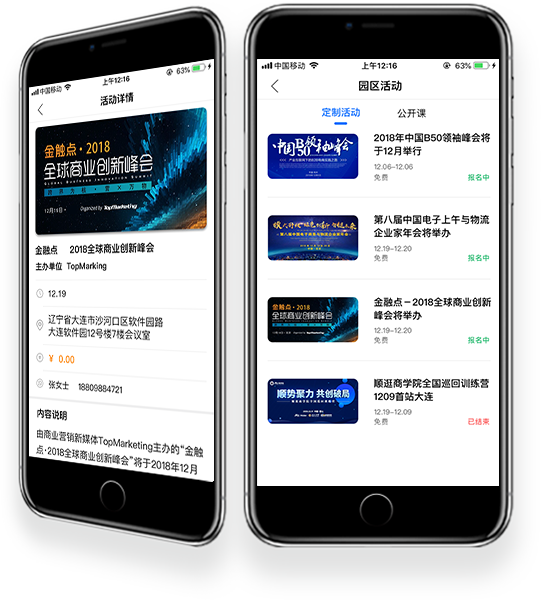 中国移动
上午12:16
63%
活动详情
金融点·2018
全球商业创新峰会
GLOBAL BUSINESS INNOVATION SUMMIT
12月19日
Organized by TopMarketing
金融点 2018全球商业创新峰会
主办单位 TopMarking
12.19
辽宁省大连市沙河口区软件园路
大连软件园12号楼7楼会议室
¥ 0.00
张女士 18809884721
内容说明
由商业营销新媒体TopMarketing主办的“金触
点·2018全球商业创新峰会”将于2018年12月
中国移动
上午12:16
63%
园区活动
定制活动 公开课
中国B50领袖峰会
2018年中国B50领袖峰会将
于12月举行
12.06–12.06
免费
报名中
第八届中国电子上午与物流
企业家年会将举办
12.19–12.20
免费
报名中
金触点·2018
全球商业创新峰会
金触点－2018全球商业创新
峰会将举办
12.19–12.20
免费
报名中
顺势聚力 共创破局
顺逛商学院全国巡回训练营
1209首站大连
12.19–12.09
免费
已结束